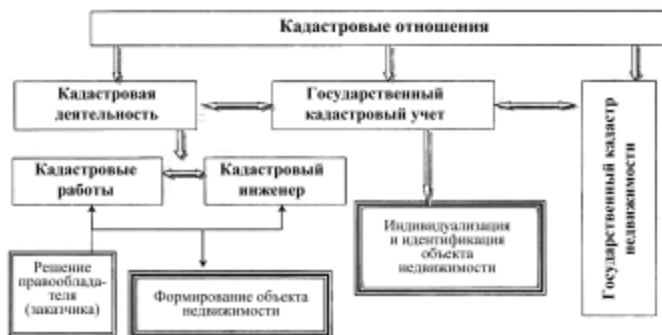 Кадастровые отношения
Кадастровая
деятельность
Государственный
кадастровый учет
Государственный кадастр
недвижимости
Кадастровые
работы
Кадастровый
инженер
Индивидуализация
и идентификация
объекта
недвижимости
Решение
правооблада-
теля
(заказчика)
Формирование объекта
недвижимости